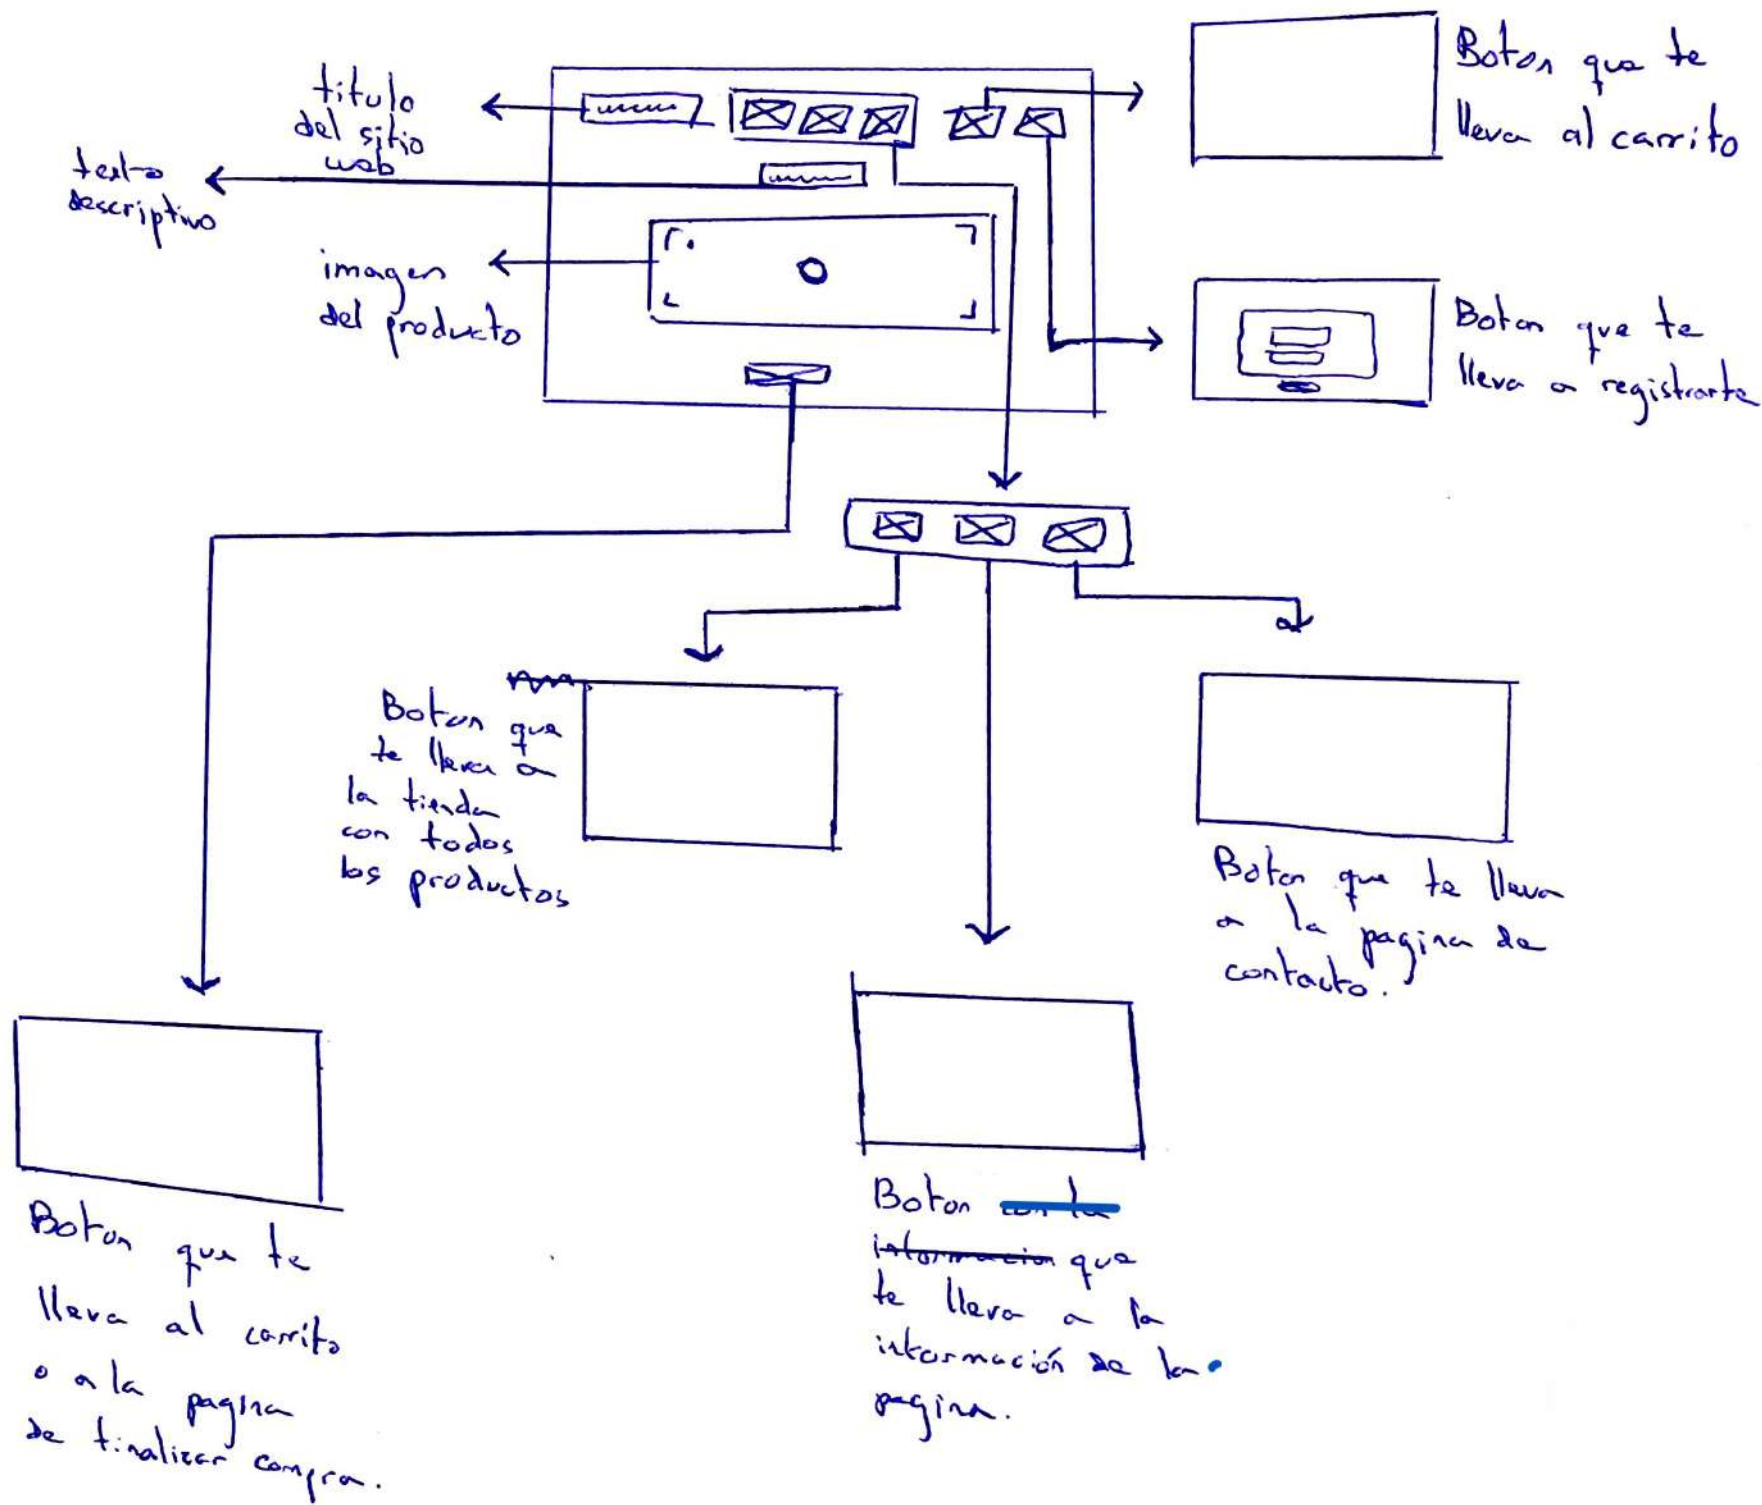 titulo
del sitio
web
texto
descriptivo
imagen
del producto
Boton que te
lleva al carrito
Boton que te
lleva a registrarte
Boton que
te lleva a
la tienda
con todos
los productos
Boton que te lleva
a la pagina de
contacto.
Boton que te
lleva al carrito
o a la pagina
de finalizar compra.
Boton con la
informacion que
te lleva a la
información de la
pagina.